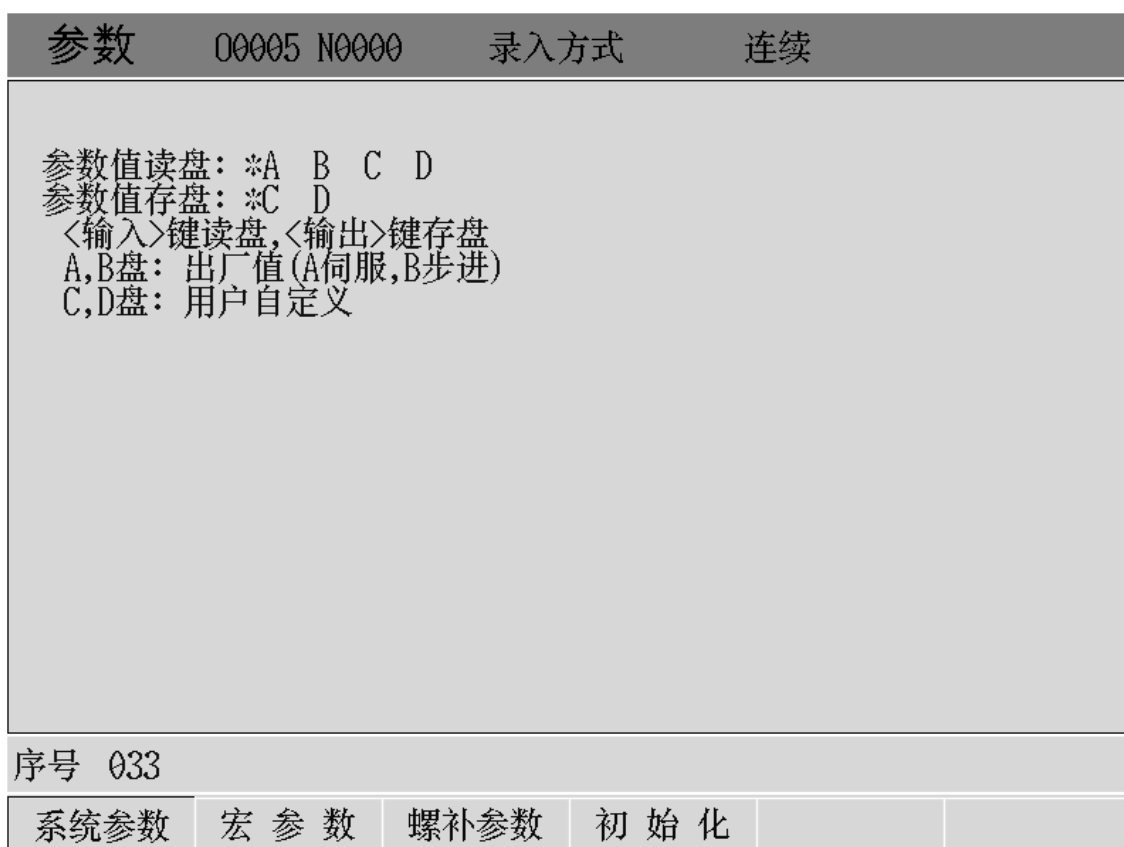 参数 O0005 N0000 录入方式 连续
参数值读盘: *A B C D
参数值存盘: *C D
<输入>键读盘,<输出>键存盘
A,B盘: 出厂值(A伺服,B步进)
C,D盘: 用户自定义
序号 033
系统参数 宏 参 数 螺补参数 初 始 化